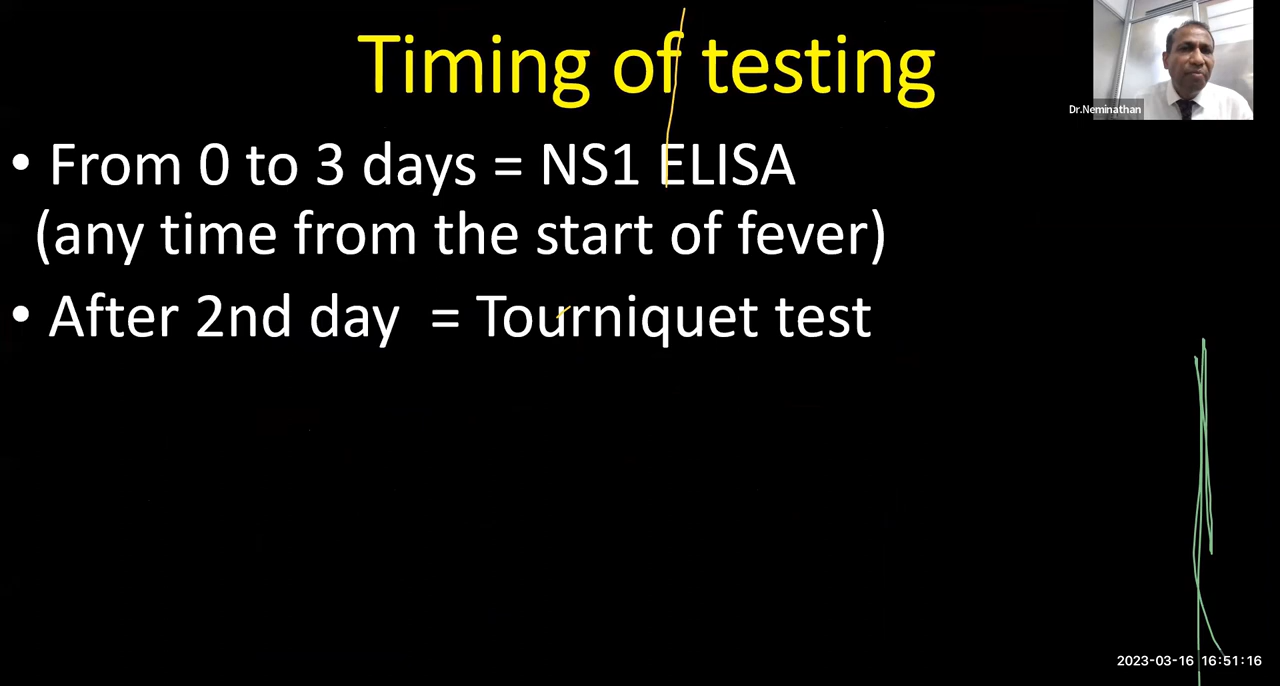 Timing of testing
Dr.Neminathan
• From 0 to 3 days = NS1 ELISA
(any time from the start of fever)
• After 2nd day = Tourniquet test
2023-03-16 16:51:16